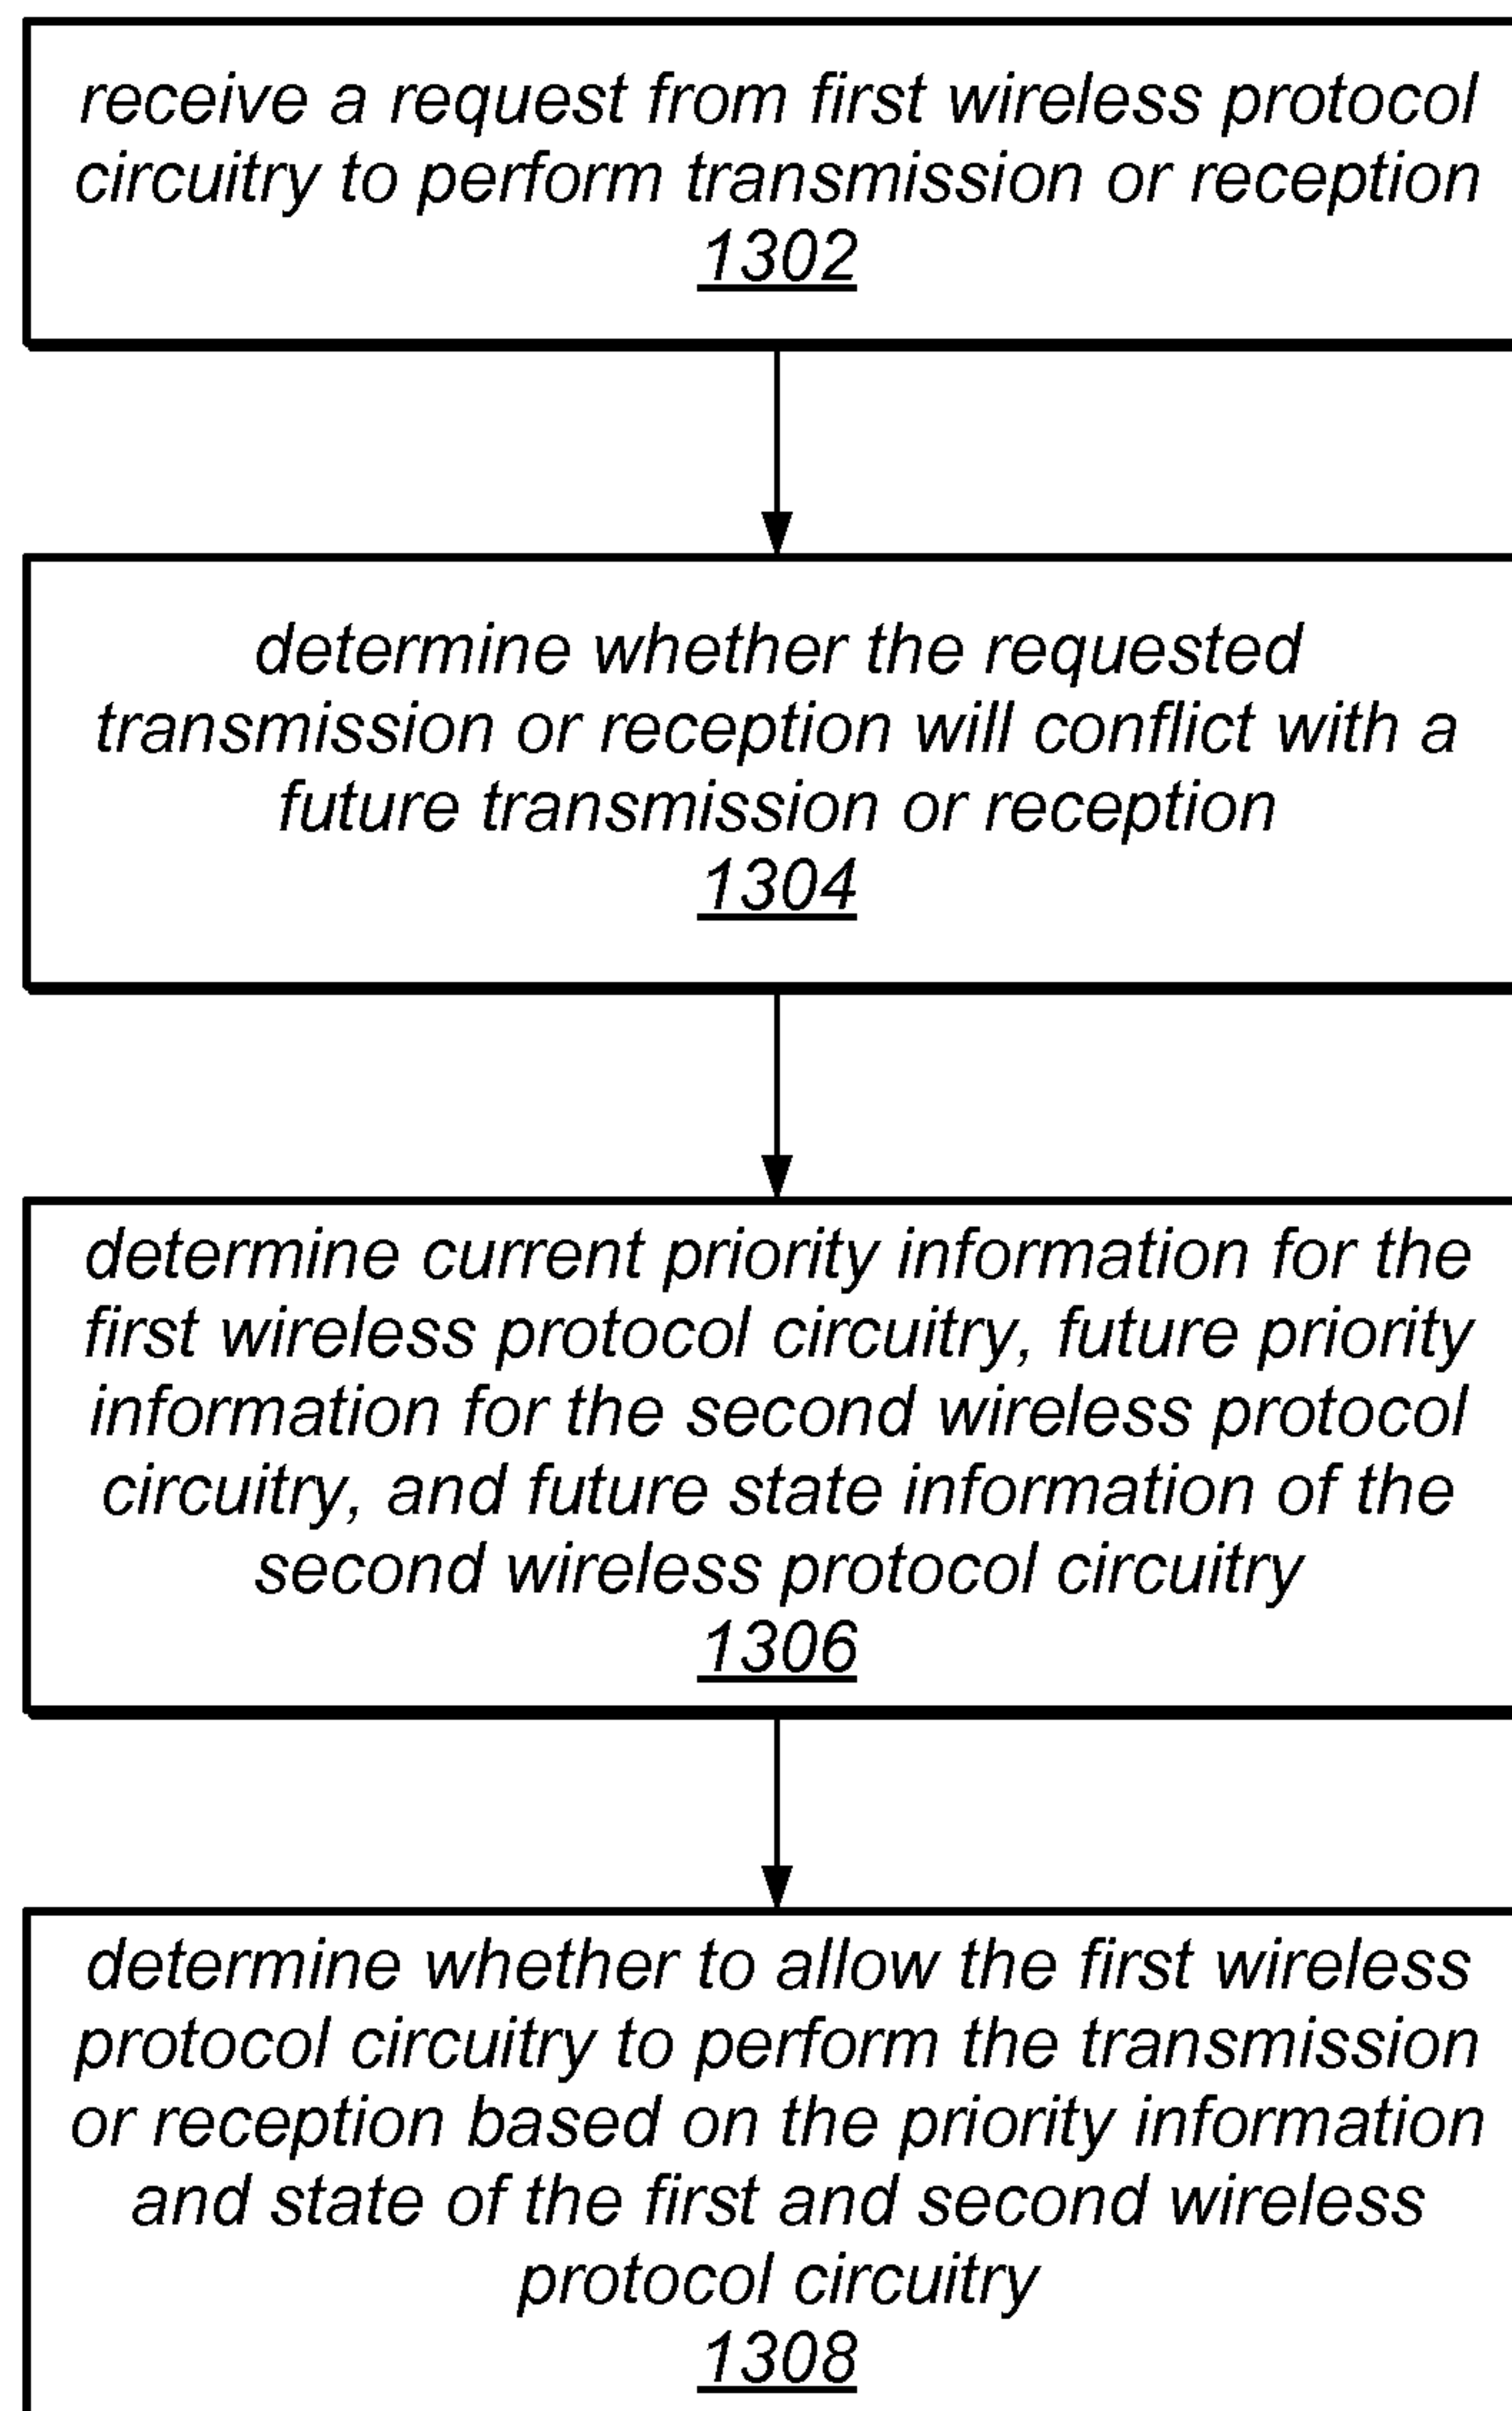 receive a request from first wireless protocol
circuitry to perform transmission or reception
1302
determine whether the requested
transmission or reception will conflict with a
future transmission or reception
1304
determine current priority information for the
first wireless protocol circuitry, future priority
information for the second wireless protocol
circuitry, and future state information of the
second wireless protocol circuitry
1306
determine whether to allow the first wireless
protocol circuitry to perform the transmission
or reception based on the priority information
and state of the first and second wireless
protocol circuitry
1308